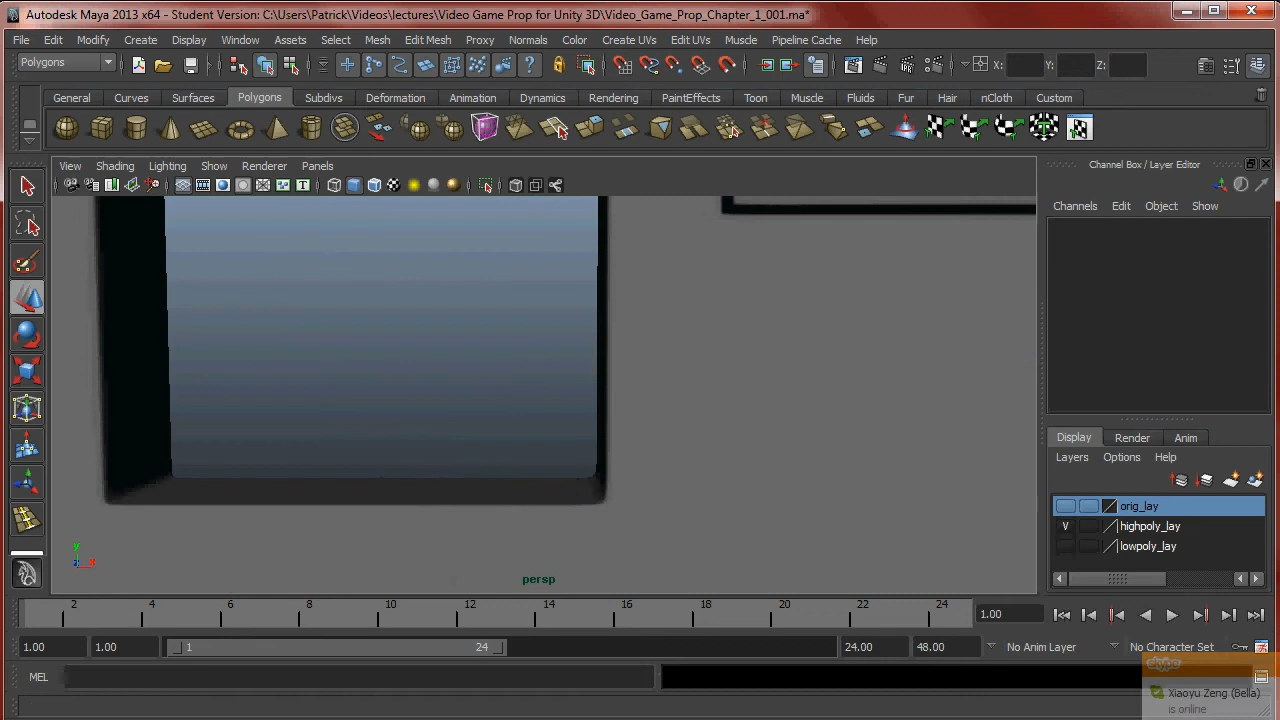 Autodesk Maya 2013 x64 - Student Version: C:\Users\Patrick\Videos\lectures\Video Game Prop for Unity 3D\Video_Game_Prop_Chapter_1_001.ma*
File Edit Modify Create Display Window Assets Select Mesh Edit Mesh Proxy Normals Color Create UVs Edit UVs Muscle Pipeline Cache Help
Polygons X: Y: Z:
General Curves Surfaces Polygons Subdivs Deformation Animation Dynamics Rendering PaintEffects Toon Muscle Fluids Fur Hair nCloth Custom
View Shading Lighting Show Renderer Panels
Channel Box / Layer Editor
Channels Edit Object Show
Display Render Anim
Layers Options Help
orig_lay
V highpoly_lay
lowpoly_lay
y
z x
persp
2 4 6 8 10 12 14 16 18 20 22 24
1.00
1.00 1.00 1 24 24.00 48.00 No Anim Layer No Character Set
MEL
skype
Xiaoyu Zeng (Bella)
is online